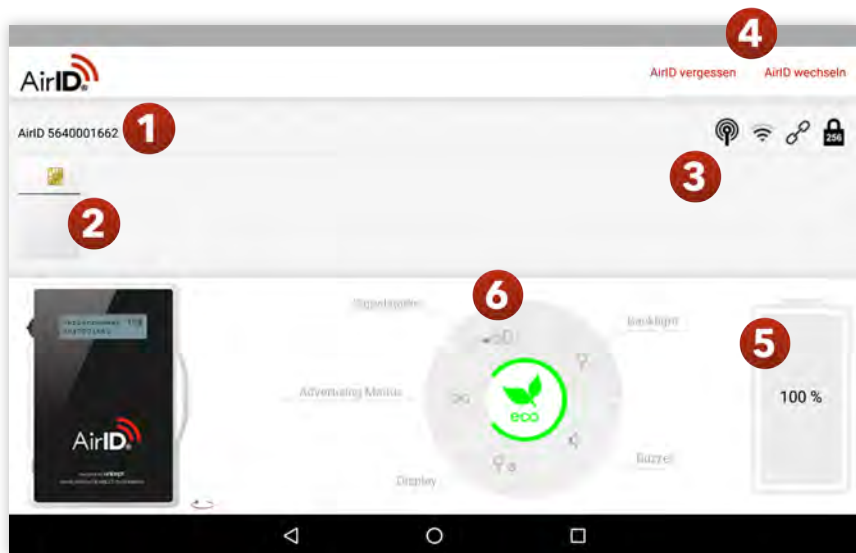 4
AirID®
AirID vergessen AirID wechseln
AirID 5640001662 1
256
3
2
6
Backlight
5
Advertising Modus
eco
100 %
AirID®
Buzzer
Display